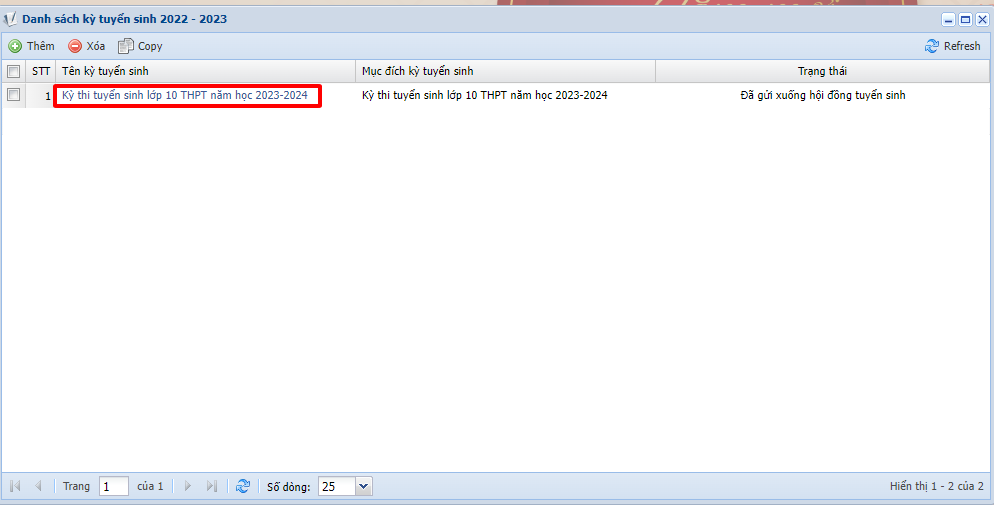 Danh sách kỳ tuyển sinh 2022 - 2023
Thêm Xóa Copy Refresh
STT Tên kỳ tuyển sinh Mục đích kỳ tuyển sinh Trạng thái
1 Kỳ thi tuyển sinh lớp 10 THPT năm học 2023-2024 Kỳ thi tuyển sinh lớp 10 THPT năm học 2023-2024 Đã gửi xuống hội đồng tuyển sinh
Trang 1 của 1 Số dòng: 25 Hiển thị 1 - 2 của 2